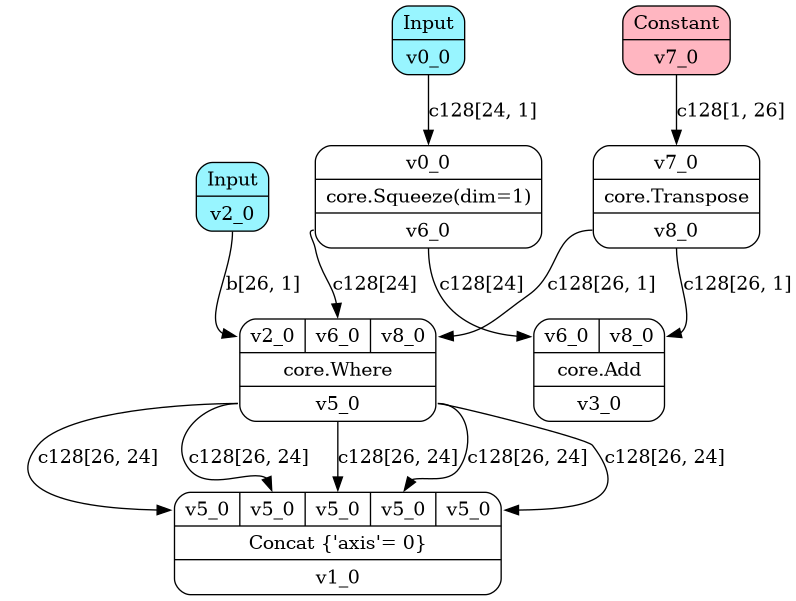 Input
v0_0
Constant
v7_0
c128[24, 1]
c128[1, 26]
Input
v2_0
v0_0
core.Squeeze(dim=1)
v6_0
v7_0
core.Transpose
v8_0
b[26, 1]
c128[24]
c128[24]
c128[26, 1]
c128[26, 1]
v2_0 v6_0 v8_0
core.Where
v5_0
v6_0 v8_0
core.Add
v3_0
c128[26, 24]
c128[26, 24]
c128[26, 24]
c128[26, 24]
c128[26, 24]
v5_0 v5_0 v5_0 v5_0 v5_0
Concat {'axis'= 0}
v1_0